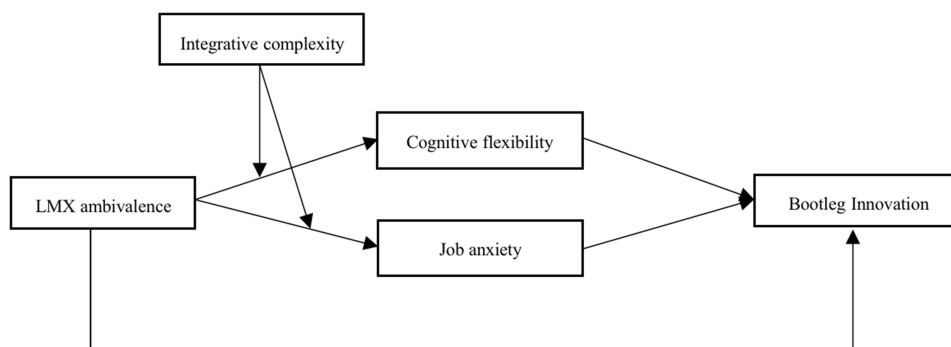 Integrative complexity
Cognitive flexibility
LMX ambivalence
Bootleg Innovation
Job anxiety